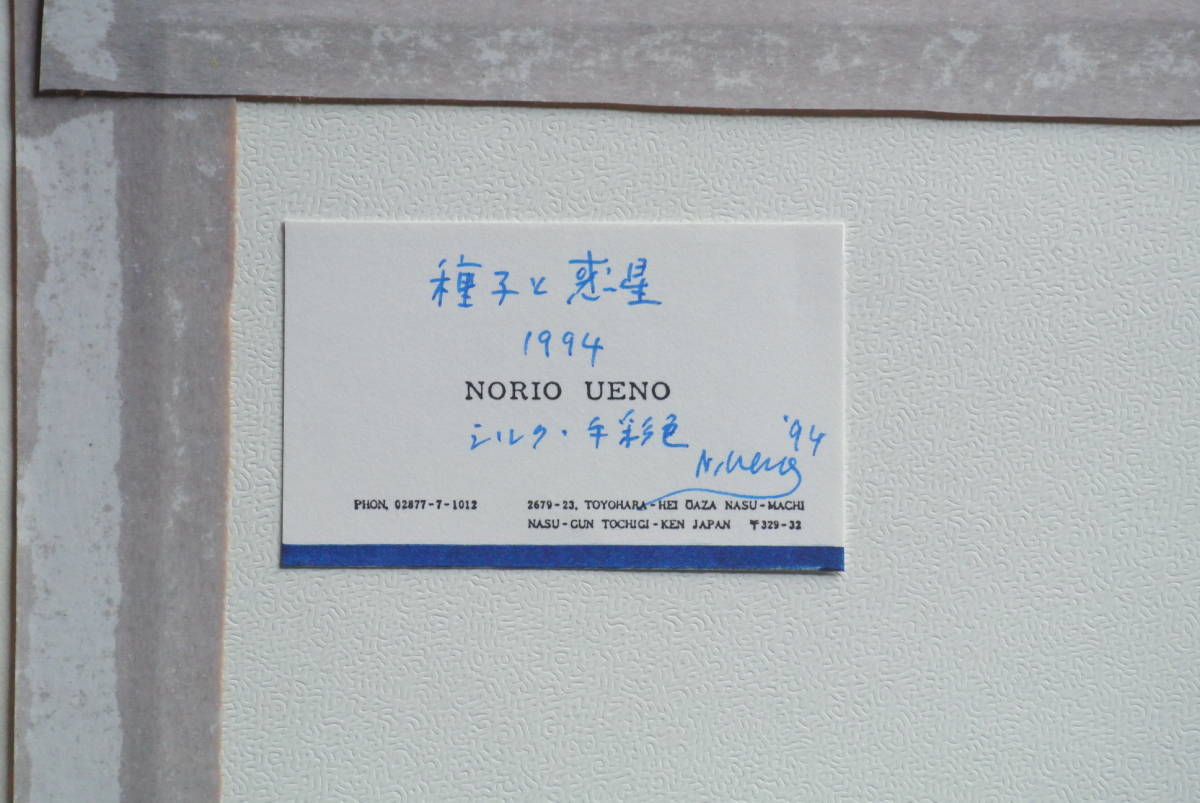 種子と惑星
1994
NORIO UENO
シルク・手彩色
'94
N, Ueno
PHON, 02877-7-1012
2679-23, TOYOHARA-HEI ŌAZA NASU-MACHI
NASU-GUN TOCHIGI-KEN JAPAN 〒329-32